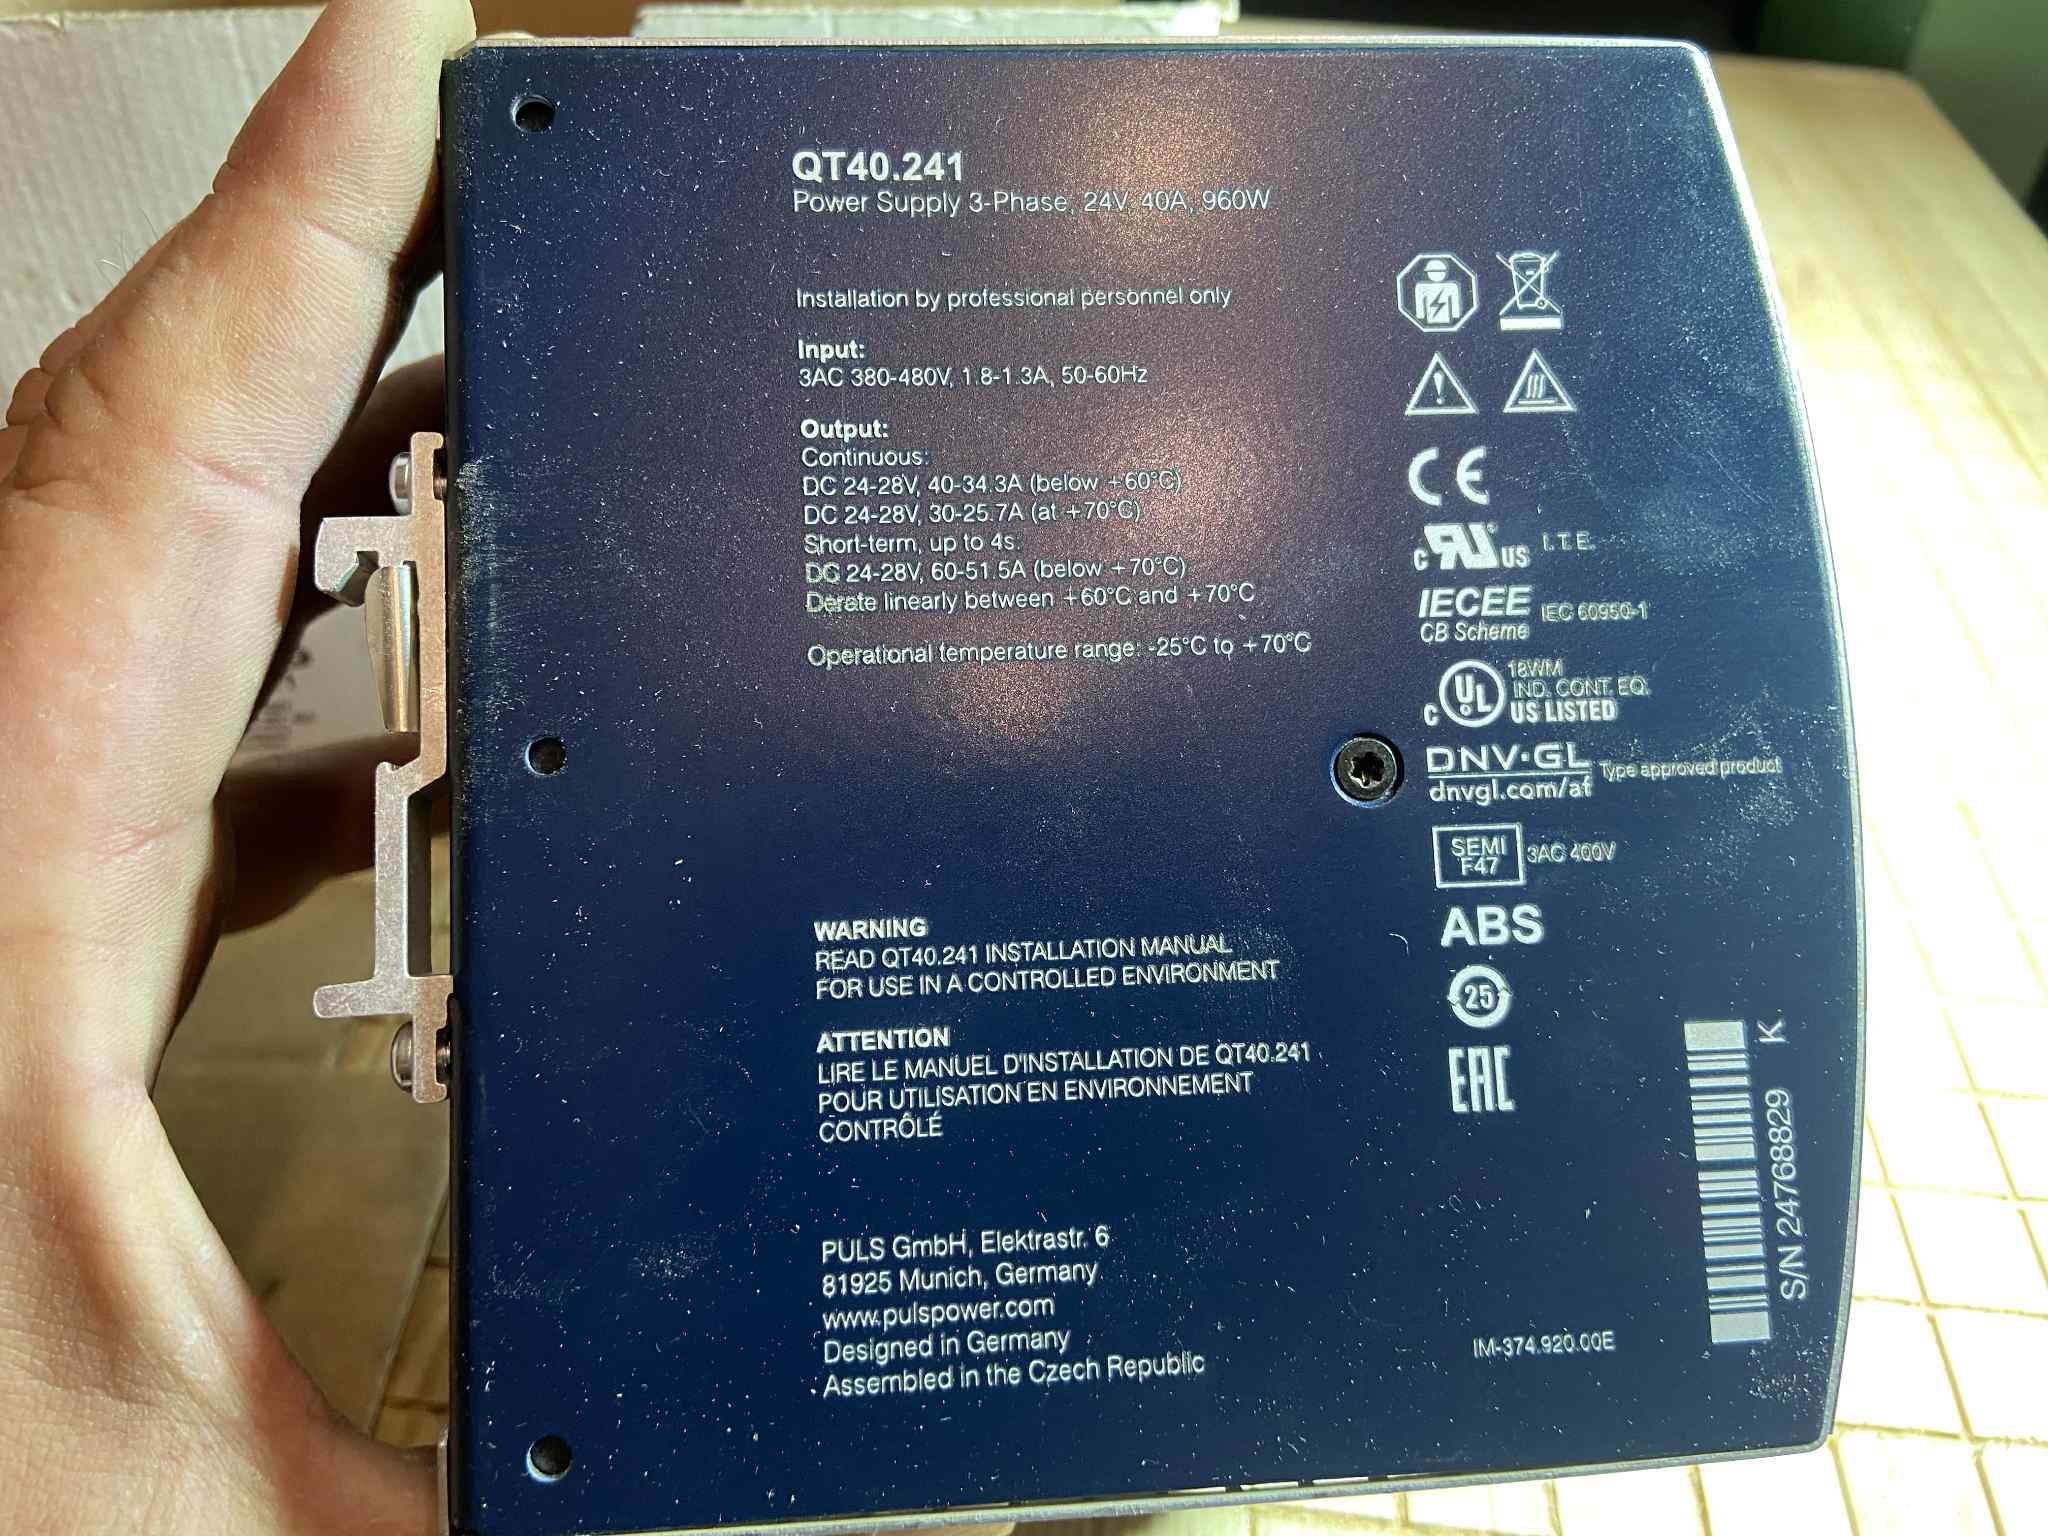 QT40.241
Power Supply 3-Phase, 24V, 40A, 960W
Installation by professional personnel only
Input:
3AC 380-480V, 1.8-1.3A, 50-60Hz
Output:
Continuous:
DC 24-28V, 40-34.3A (below +60°C)
DC 24-28V, 30-25.7A (at +70°C)
Short-term, up to 4s:
DC 24-28V, 60-51.5A (below +70°C)
Derate linearly between +60°C and +70°C
Operational temperature range: -25°C to +70°C
WARNING
READ QT40.241 INSTALLATION MANUAL
FOR USE IN A CONTROLLED ENVIRONMENT
ATTENTION
LIRE LE MANUEL D'INSTALLATION DE QT40.241
POUR UTILISATION EN ENVIRONNEMENT
CONTRÔLÉ
PULS GmbH, Elektrastr. 6
81925 Munich, Germany
www.pulspower.com
Designed in Germany
Assembled in the Czech Republic
CE
c RU ® US I.T.E.
IECEE IEC 60950-1
CB Scheme
18WM
IND. CONT. EQ.
c UL US LISTED
DNV·GL Type approved product
dnvgl.com/af
SEMI F47 3AC 400V
ABS
25
EAC
IM-374.920.00E
S/N 24768829 K